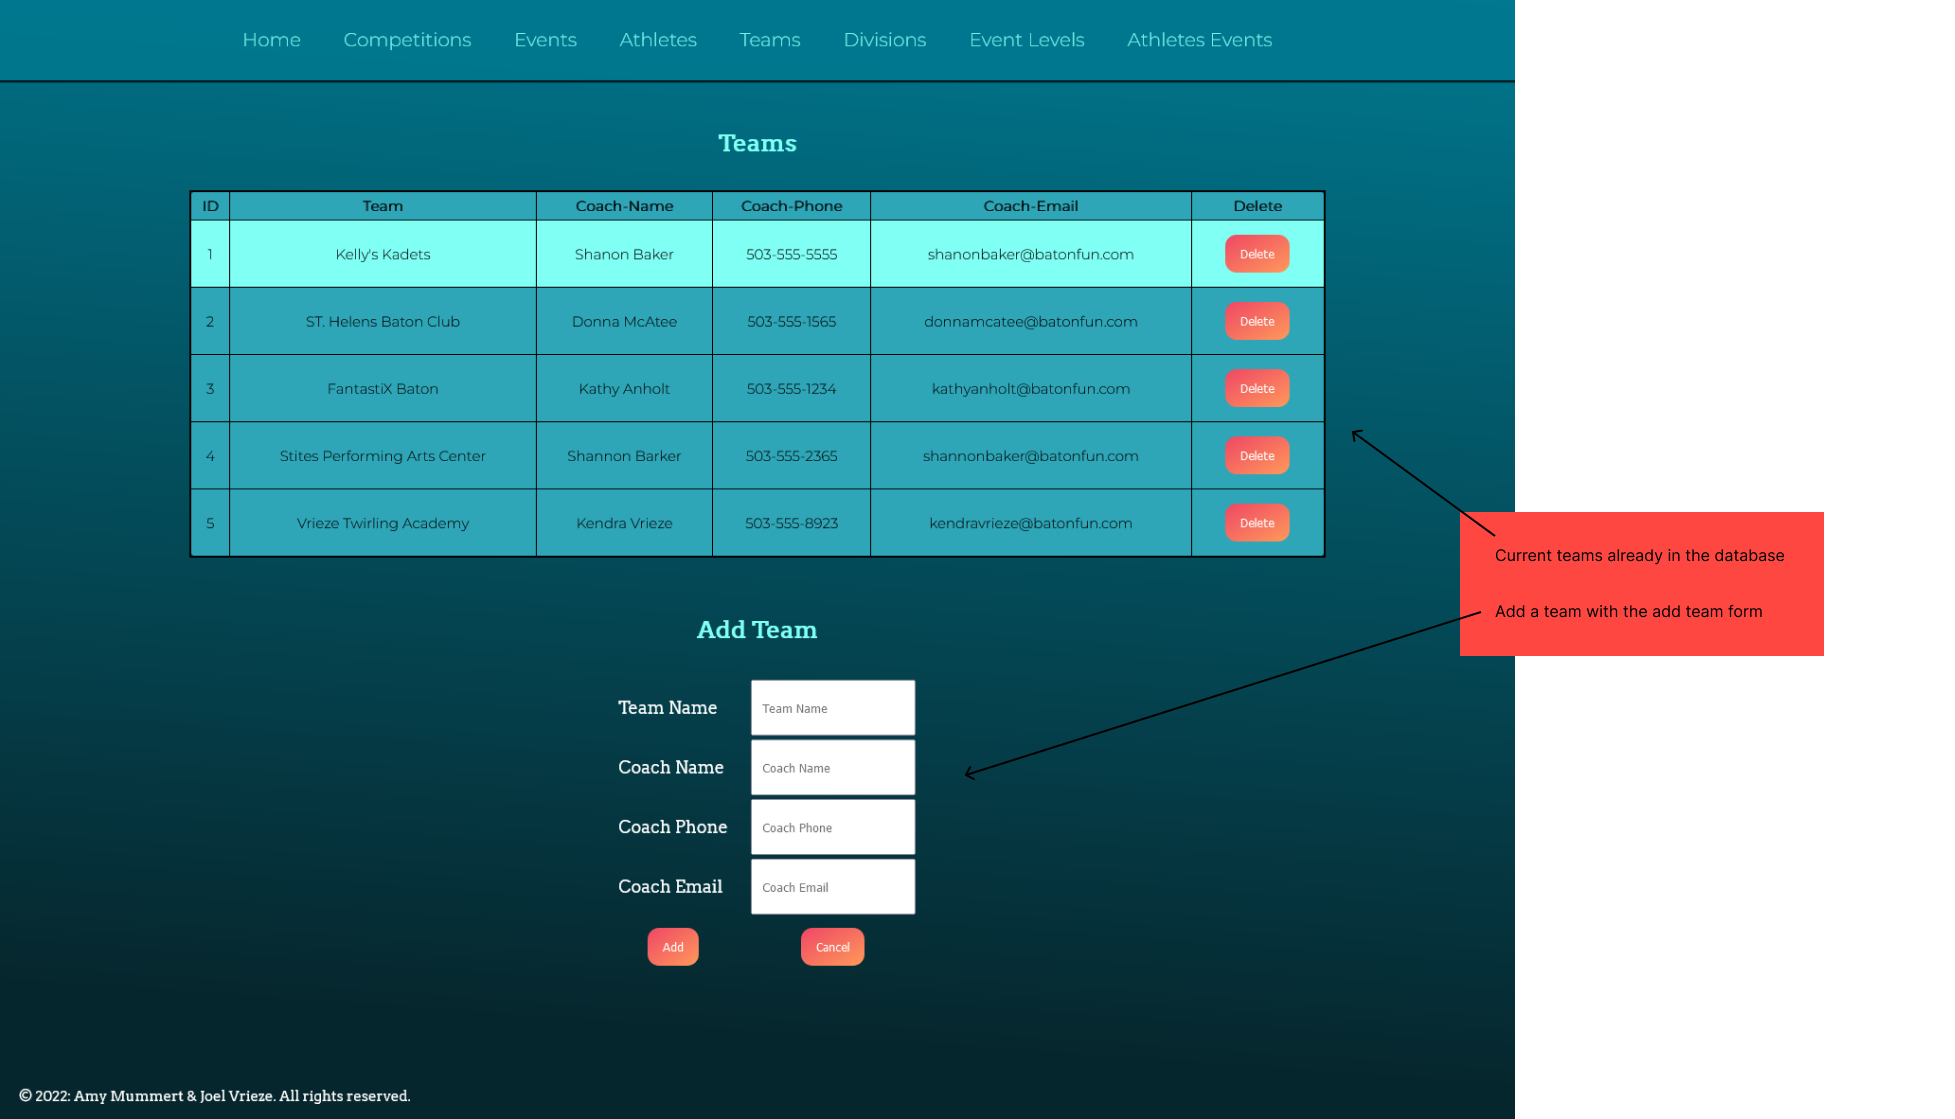 Home Competitions Events Athletes Teams Divisions Event Levels Athletes Events
Teams
ID Team Coach-Name Coach-Phone Coach-Email Delete
1 Kelly's Kadets Shanon Baker 503-555-5555 shanonbaker@batonfun.com Delete
2 ST. Helens Baton Club Donna McAtee 503-555-1565 donnamcatee@batonfun.com Delete
3 FantastiX Baton Kathy Anholt 503-555-1234 kathyanholt@batonfun.com Delete
4 Stites Performing Arts Center Shannon Barker 503-555-2365 shannonbaker@batonfun.com Delete
5 Vrieze Twirling Academy Kendra Vrieze 503-555-8923 kendravrieze@batonfun.com Delete
Current teams already in the database
Add a team with the add team form
Add Team
Team Name Team Name
Coach Name Coach Name
Coach Phone Coach Phone
Coach Email Coach Email
Add Cancel
© 2022: Amy Mummert & Joel Vrieze. All rights reserved.